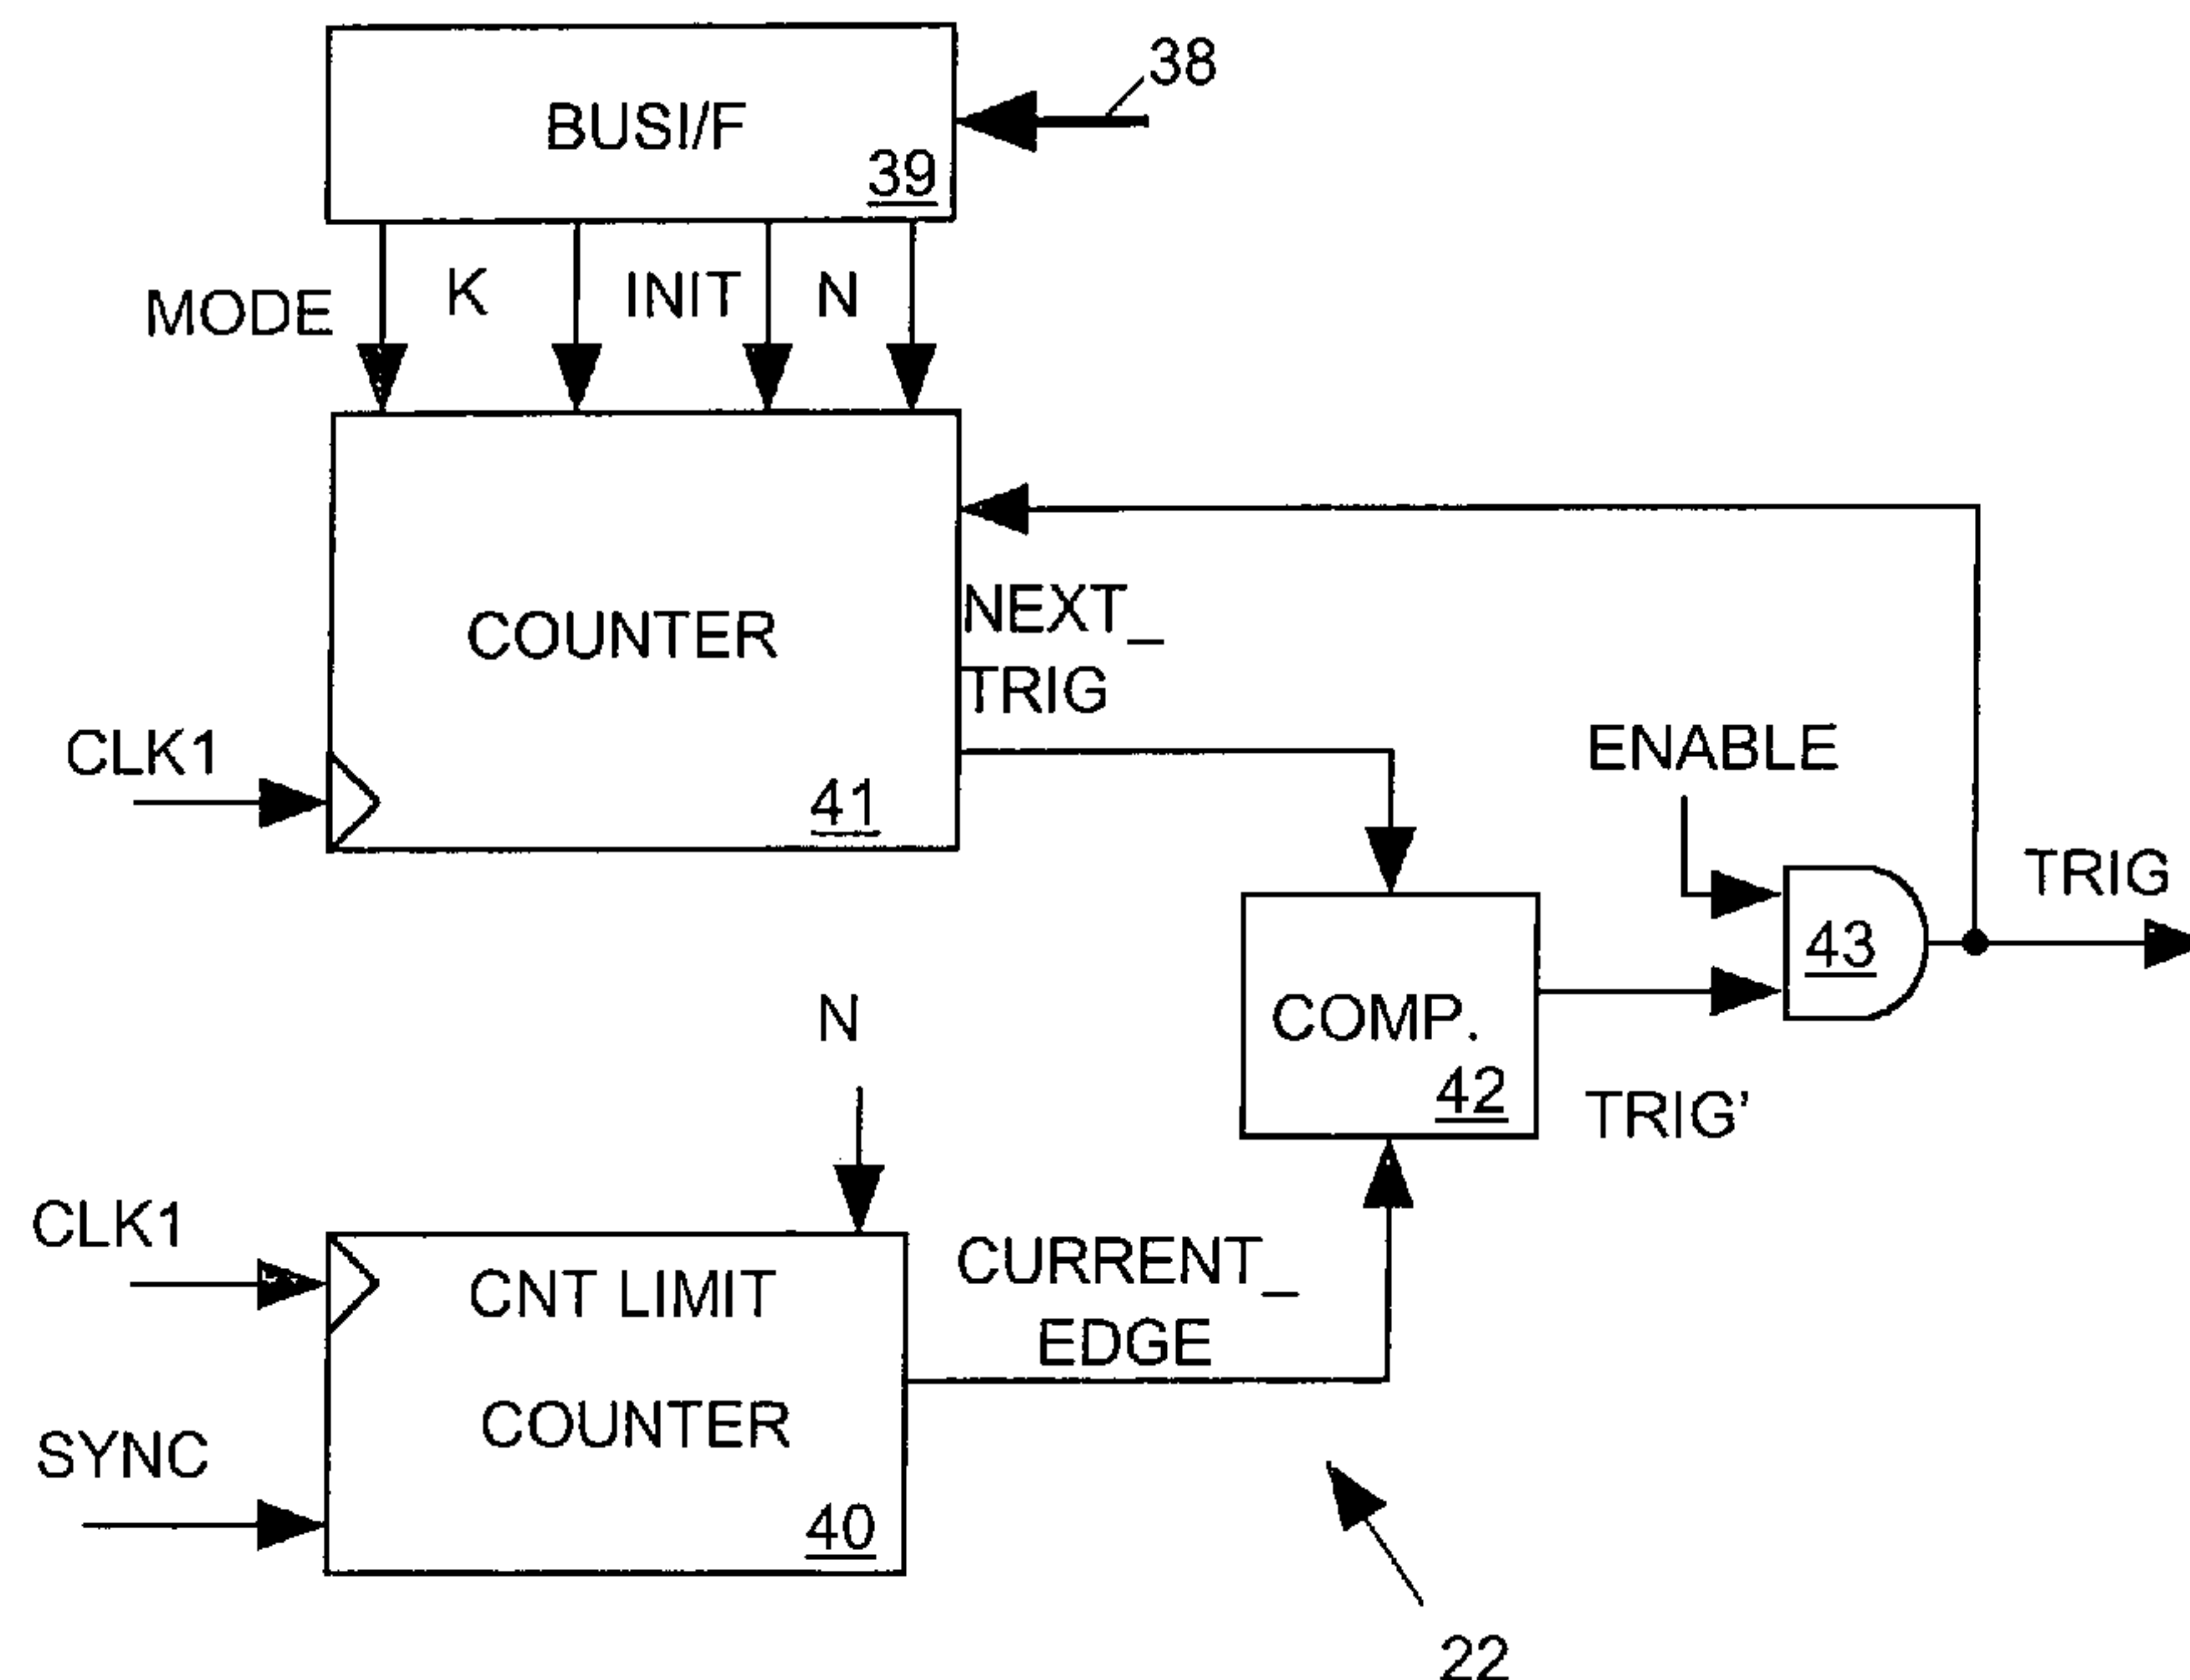 38
BUSI/F
39
MODE
K
INIT
N
COUNTER
NEXT_
TRIG
CLK1
41
ENABLE
TRIG
43
N
COMP.
42
TRIG'
CLK1
CNT LIMIT
COUNTER
CURRENT_
EDGE
SYNC
40
22